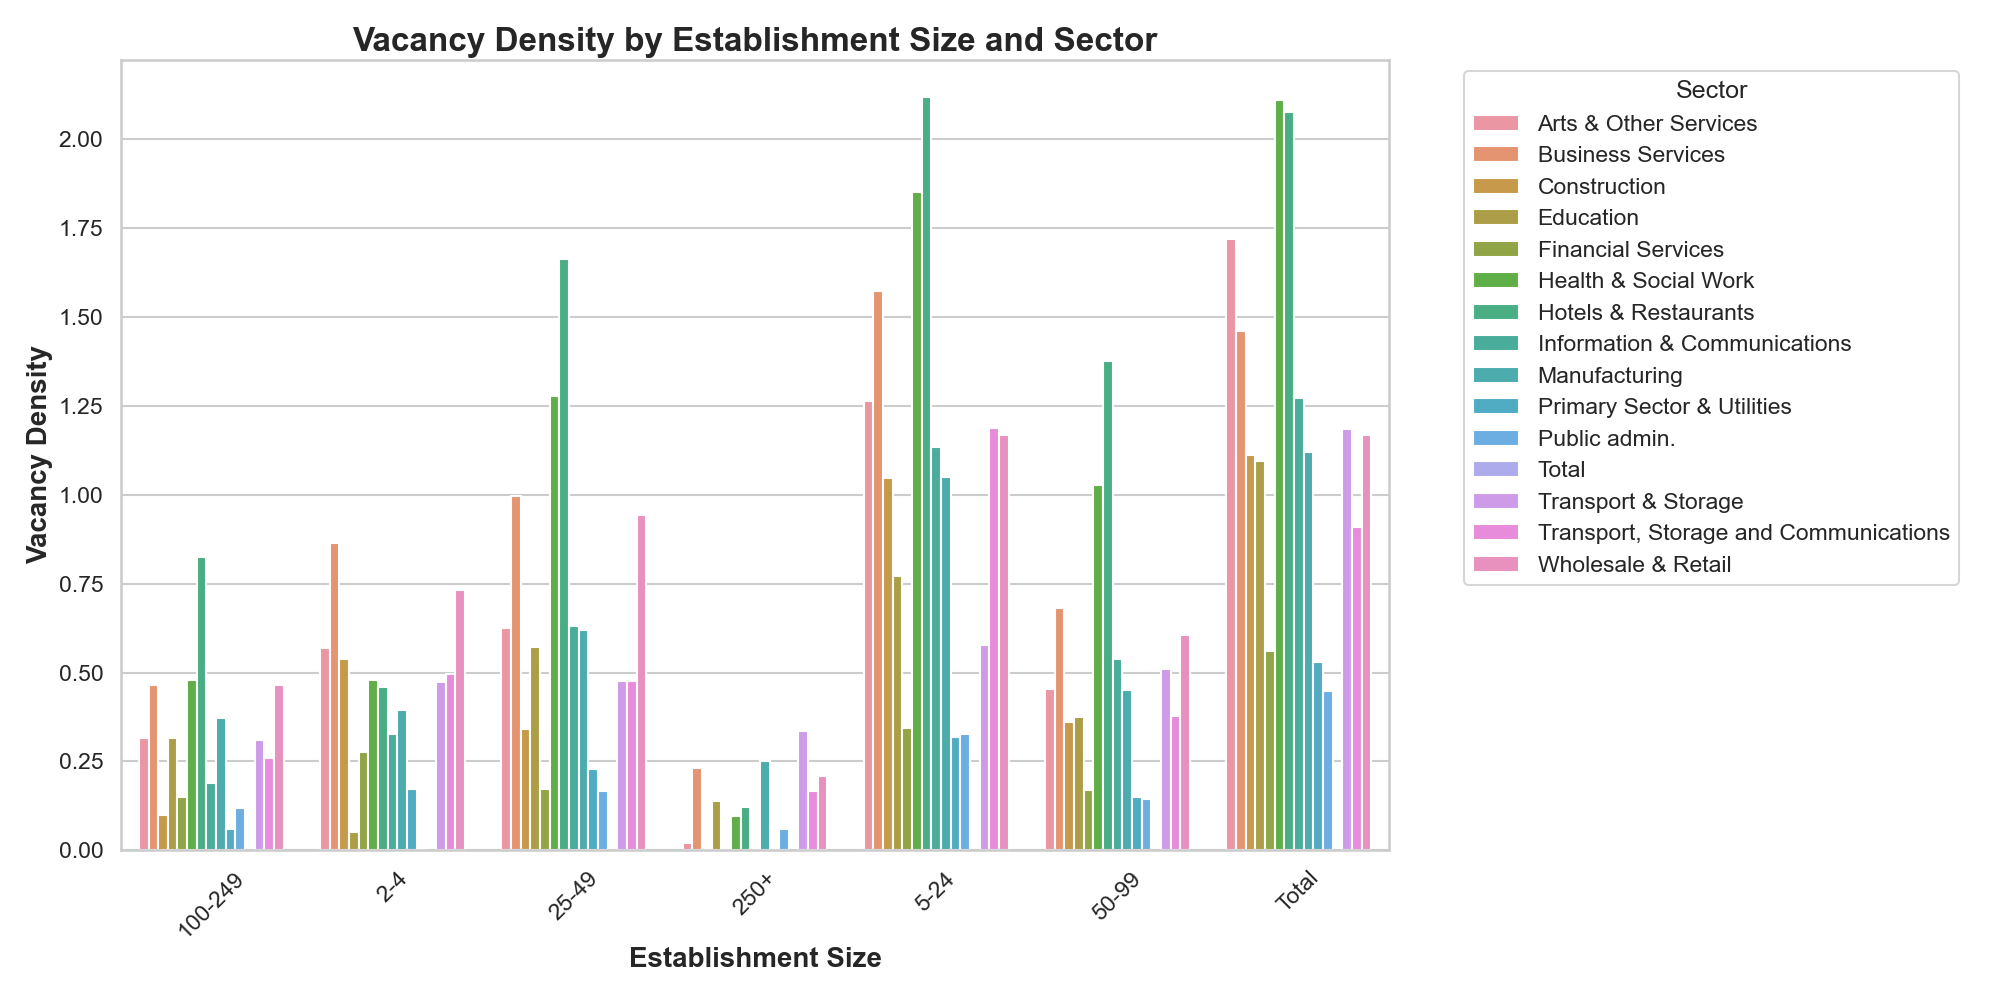 Vacancy Density by Establishment Size and Sector
Vacancy Density
2.00
1.75
1.50
1.25
1.00
0.75
0.50
0.25
0.00
100-249
2-4
25-49
250+
5-24
50-99
Total
Establishment Size
Sector
Arts & Other Services
Business Services
Construction
Education
Financial Services
Health & Social Work
Hotels & Restaurants
Information & Communications
Manufacturing
Primary Sector & Utilities
Public admin.
Total
Transport & Storage
Transport, Storage and Communications
Wholesale & Retail